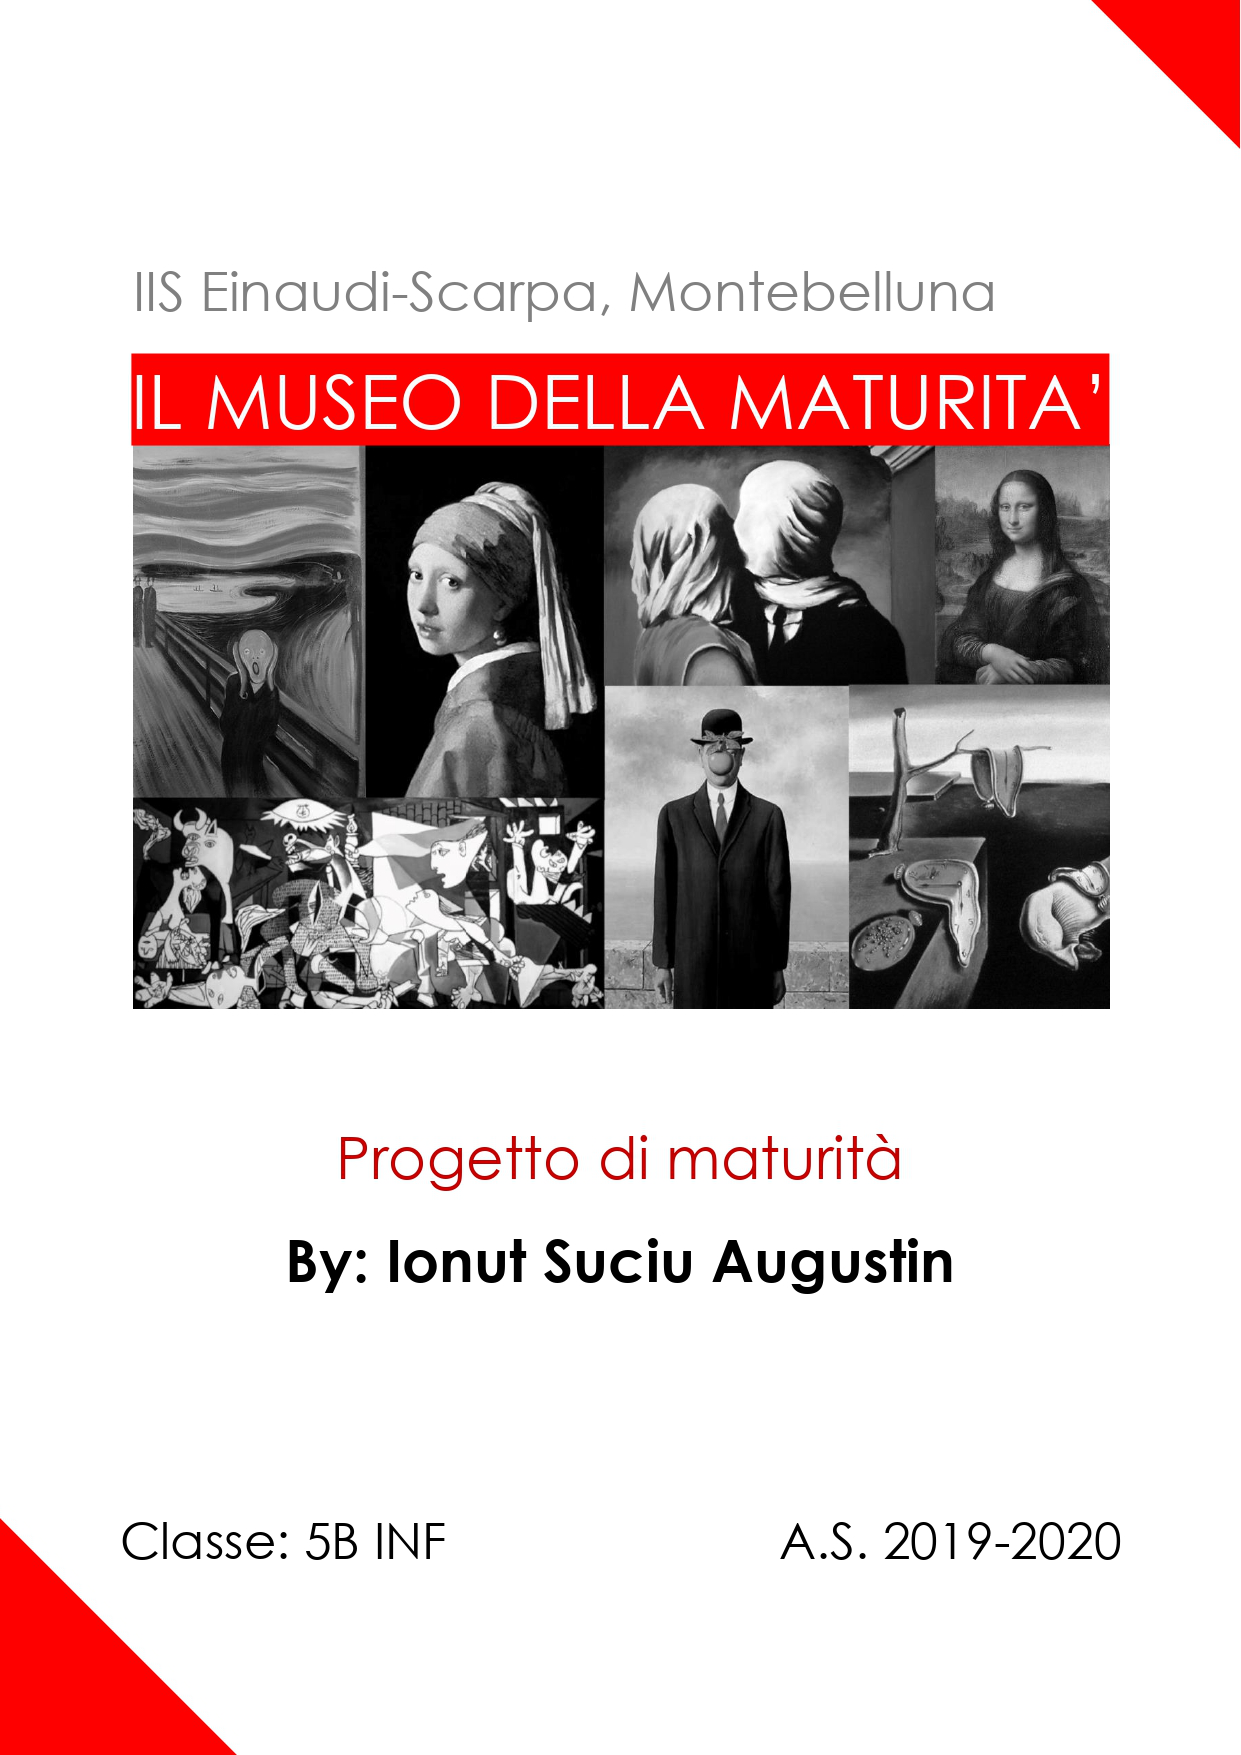 IIS Einaudi-Scarpa, Montebelluna
IL MUSEO DELLA MATURITA’
Progetto di maturità
By: Ionut Suciu Augustin
Classe: 5B INF A.S. 2019-2020